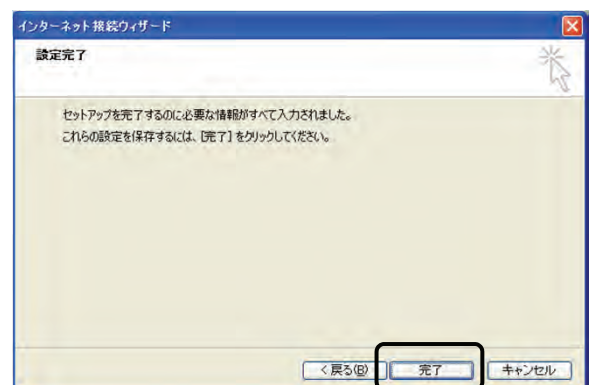 インターネット接続ウィザード
設定完了
セットアップを完了するのに必要な情報がすべて入力されました。
これらの設定を保存するには、[完了] をクリックしてください。
< 戻る(B)
完了
キャンセル